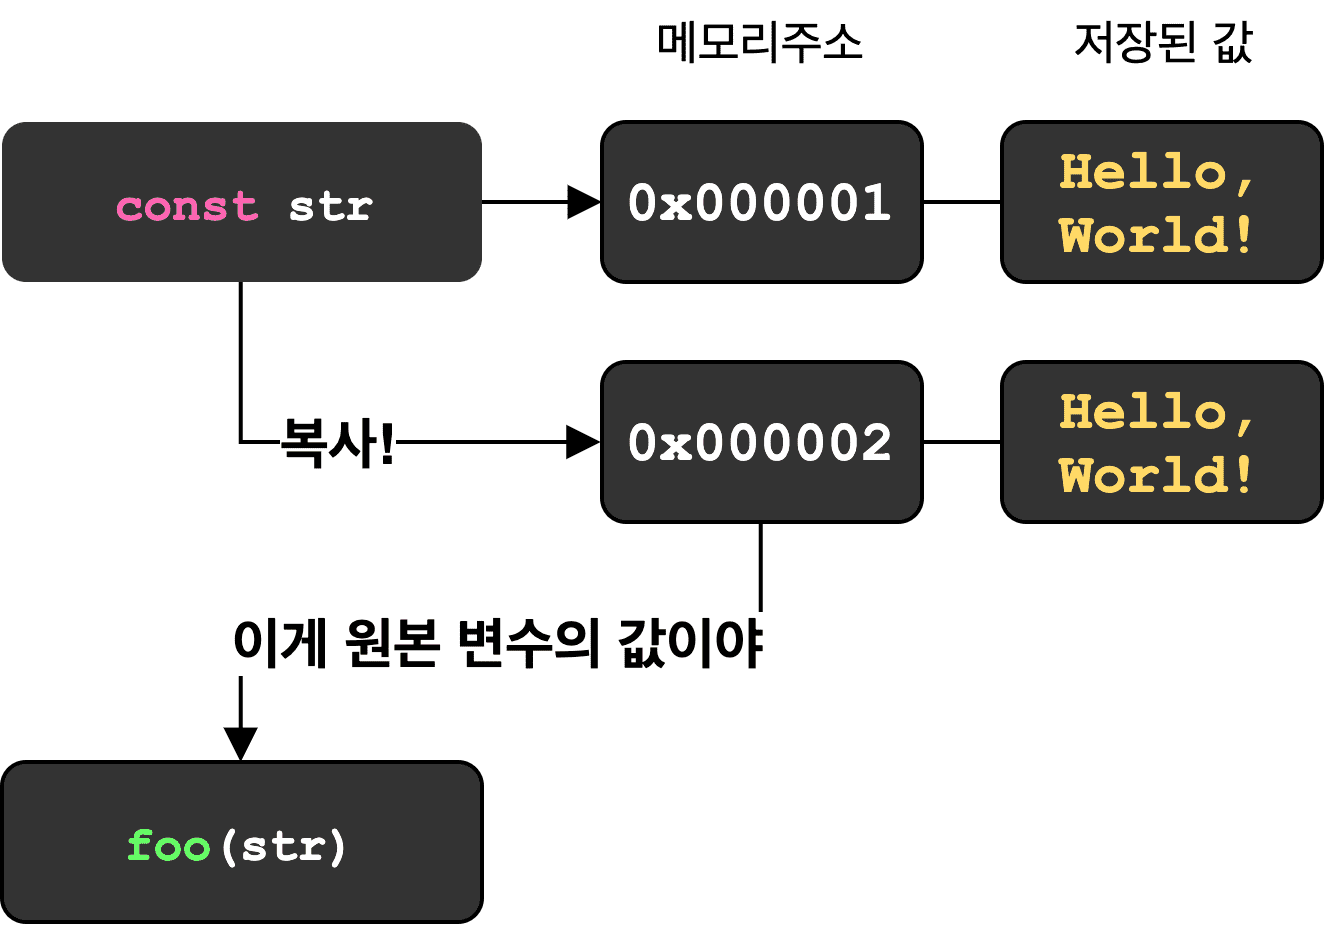 메모리주소
저장된 값
const str
0x000001
Hello,
World!
복사!
0x000002
Hello,
World!
이게 원본 변수의 값이야
foo(str)